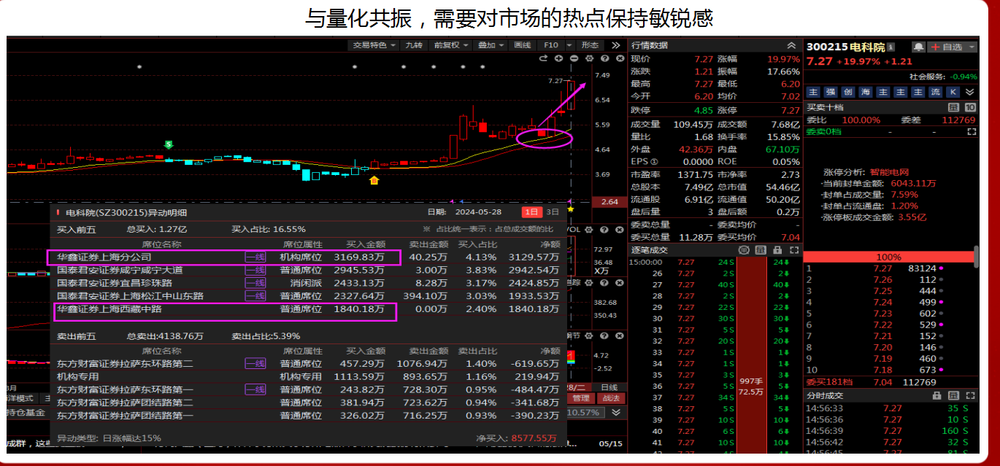 与量化共振，需要对市场的热点保持敏锐感
交易特色 九转 前复权 叠加 画线 F10 形态
7.27
7.49
6.54
5.59
4.64
3.69
2.64
S
B
电科院(SZ300215)异动明细 日期: 2024-05-28 1日 3日
买入前五 总买入: 1.27亿 买入占比: 16.55% ※ 占比统一表示：占总成交额的比
席位名称 席位属性 买入金额 卖出金额 买入占比 净额
华鑫证券上海分公司 一线 机构席位 3169.83万 40.25万 4.13% 3129.57万
国泰君安证券咸宁咸宁大道 一线 普通席位 2945.53万 3.00万 3.83% 2942.54万
国泰君安证券宜昌珍珠路 一线 消闲派 2433.13万 8.28万 3.17% 2424.85万
国泰君安证券上海松江中山东路 一线 普通席位 2327.64万 394.10万 3.03% 1933.53万
华鑫证券上海西藏中路 普通席位 1840.18万 0.00万 2.40% 1840.18万
卖出前五 总卖出:4138.76万 卖出占比:5.39%
席位名称 席位属性 买入金额 卖出金额 卖出占比 净额
东方财富证券拉萨东环路第二 一线 普通席位 457.29万 1076.94万 1.40% -619.65万
机构专用 机构专用 1113.59万 893.65万 1.16% 219.94万
东方财富证券拉萨东环路第一 一线 普通席位 243.82万 728.30万 0.95% -484.47万
东方财富证券拉萨团结路第二 普通席位 381.94万 723.62万 0.94% -341.68万
东方财富证券拉萨团结路第一 普通席位 326.02万 716.25万 0.93% -390.23万
异动类型: 日涨幅达15% 净买入: 8577.55万
VOL
72.97
36.48
X万
382.68
350.43
4.72
-2.52
日线
管理 战法
10.57%
05/15
洋模式
持仓基金
行情数据
现价 7.27 涨幅 19.97%
涨跌 1.21 振幅 17.66%
最高 7.27 最低 6.20
今开 6.20 均价 7.02
跌停 4.85 涨停 7.27
成交量 109.45万 成交额 7.68亿
量比 1.68 换手率 15.85%
外盘 42.36万 内盘 67.10万
EPS① 0.0000 ROE 0.05%
市盈率 1371.75 市净率 2.73
总股本 7.49亿 总市值 54.46亿
流通股 6.91亿 流通值 50.20亿
盘后量 3 盘后额 0.2万
委卖总量 - 委卖均价 -
委买总量 11.28万 委买均价 7.04
逐笔成交
15:00:00 7.27 24 S 24
26 7.27 2 S 2
27 7.27 40 S 40
28 7.27 2 S 2
29 7.27 22 S 22
30 7.27 30 S 30
31 7.27 5 S 5
32 7.27 20 S 20
33 7.27 1 S 1
34 7.27 1 S 1
35 7.27 3 S 3
36 7.27 5 S 5
37 7.27 34 S 34
38 7.27 5 S 5
39 7.27 10 S 10
40 7.27 6 S 6
41 7.27 10 S 10
997手
72.5万
300215 电科院 + 自选
7.27 +19.97% +1.21
社会服务: -0.94%
主 强 创 海 主 主 主 流 K
买卖十档 10
委比 100.00% 委差 112769
委卖0档 - -
涨停分析: 智能电网
·当前封单金额: 6043.11万
·封单占成交量: 7.59%
·封单占流通盘: 1.20%
·涨停板成交金额: 3.55亿
100%
1 7.27 83124
2 7.26 112
3 7.25 444
4 7.24 499
5 7.23 602
6 7.22 529
7 7.21 152
8 7.20 146
9 7.19 460
10 7.18 673
委买181档 7.04 112769
分时成交
14:56:33 7.27 35 S
14:56:36 7.27 10 S
14:56:39 7.27 160 S
14:56:42 7.27 32 S
14:56:45 7.27 81 S